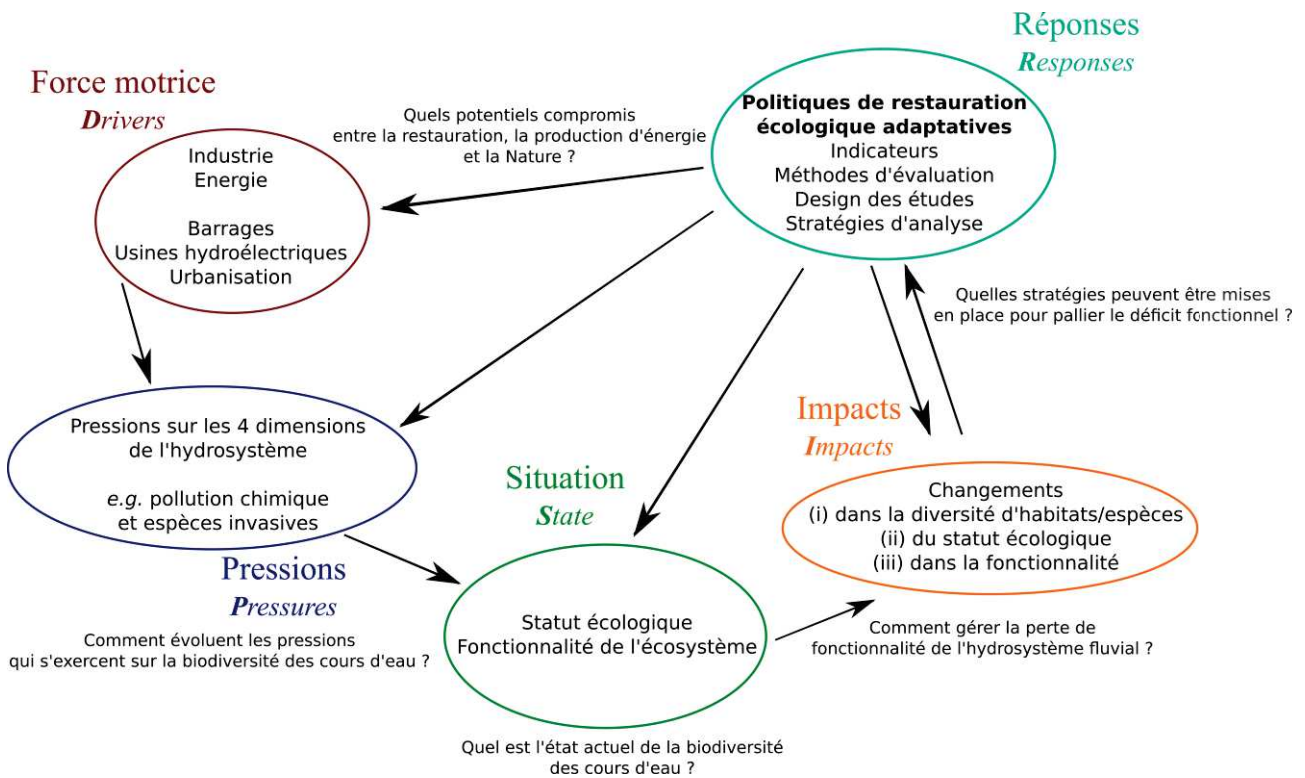 Réponses
Responses
Force motrice
Drivers
Politiques de restauration
écologique adaptatives
Indicateurs
Méthodes d'évaluation
Design des études
Stratégies d'analyse
Quels potentiels compromis
entre la restauration, la production d'énergie
et la Nature ?
Industrie
Energie
Barrages
Usines hydroélectriques
Urbanisation
Quelles stratégies peuvent être mises
en place pour pallier le déficit fonctionnel ?
Pressions sur les 4 dimensions
de l'hydrosystème
e.g. pollution chimique
et espèces invasives
Pressions
Pressures
Comment évoluent les pressions
qui s'exercent sur la biodiversité des cours d'eau ?
Situation
State
Statut écologique
Fonctionnalité de l'écosystème
Quel est l'état actuel de la biodiversité
des cours d'eau ?
Impacts
Impacts
Changements
(i) dans la diversité d'habitats/espèces
(ii) du statut écologique
(iii) dans la fonctionnalité
Comment gérer la perte de
fonctionnalité de l'hydrosystème fluvial ?